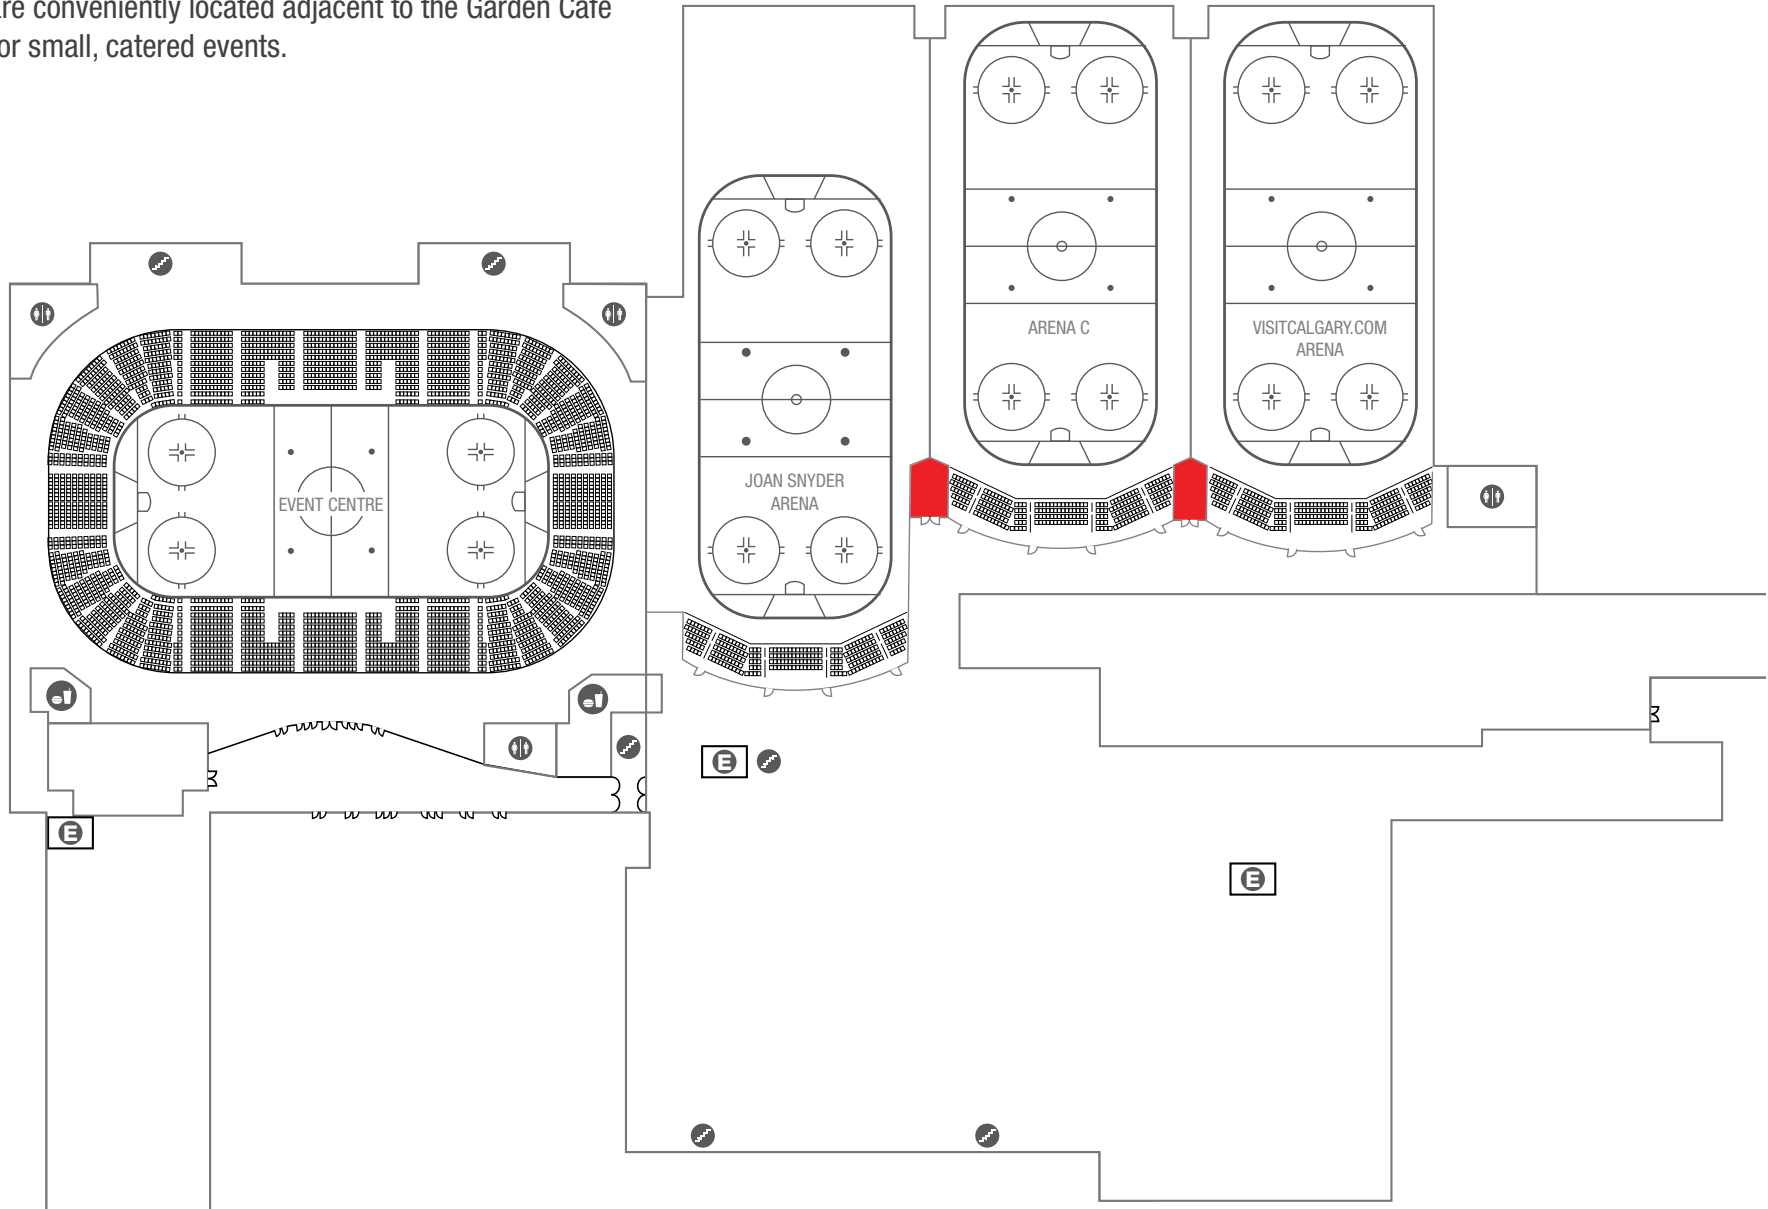 are conveniently located adjacent to the Garden Cafe
or small, catered events.
ARENA C
VISITCALGARY.COM
ARENA
JOAN SNYDER
ARENA
EVENT CENTRE
E
E
E